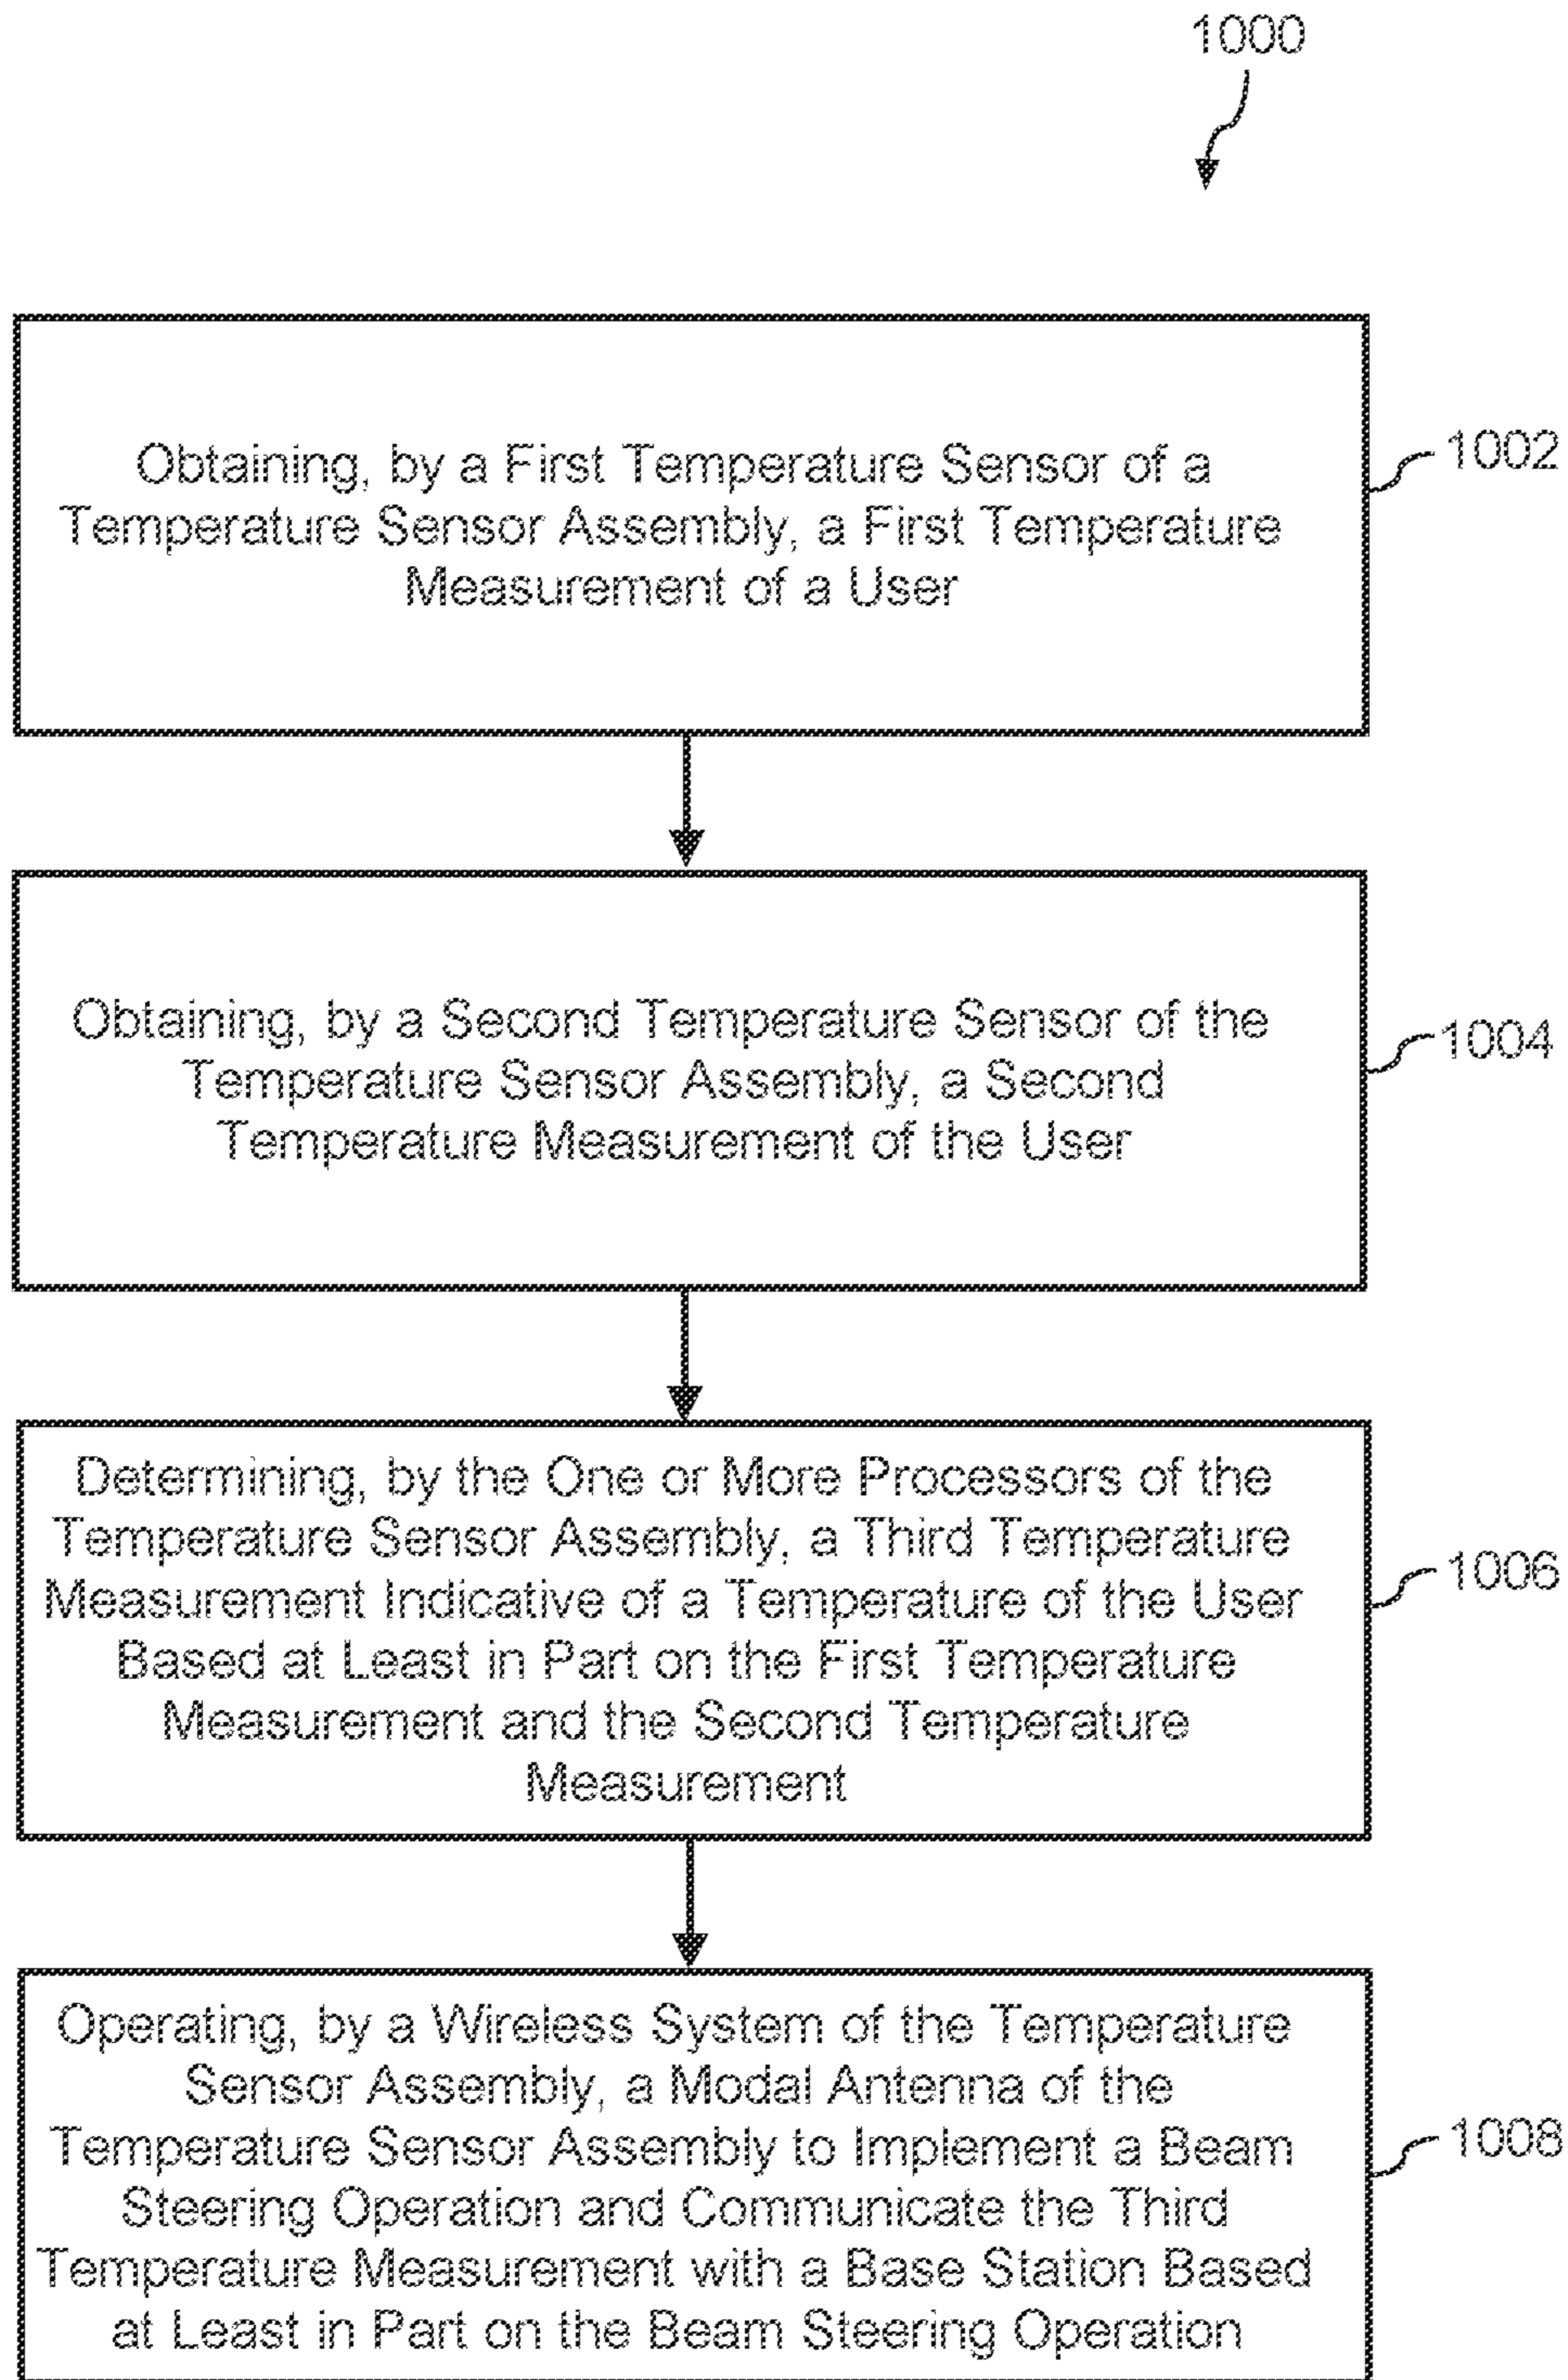 1000
Obtaining, by a First Temperature Sensor of a
Temperature Sensor Assembly, a First Temperature
Measurement of a User
1002
Obtaining, by a Second Temperature Sensor of the
Temperature Sensor Assembly, a Second
Temperature Measurement of the User
1004
Determining, by the One or More Processors of the
Temperature Sensor Assembly, a Third Temperature
Measurement Indicative of a Temperature of the User
Based at Least in Part on the First Temperature
Measurement and the Second Temperature
Measurement
1006
Operating, by a Wireless System of the Temperature
Sensor Assembly, a Modal Antenna of the
Temperature Sensor Assembly to Implement a Beam
Steering Operation and Communicate the Third
Temperature Measurement with a Base Station Based
at Least in Part on the Beam Steering Operation
1008